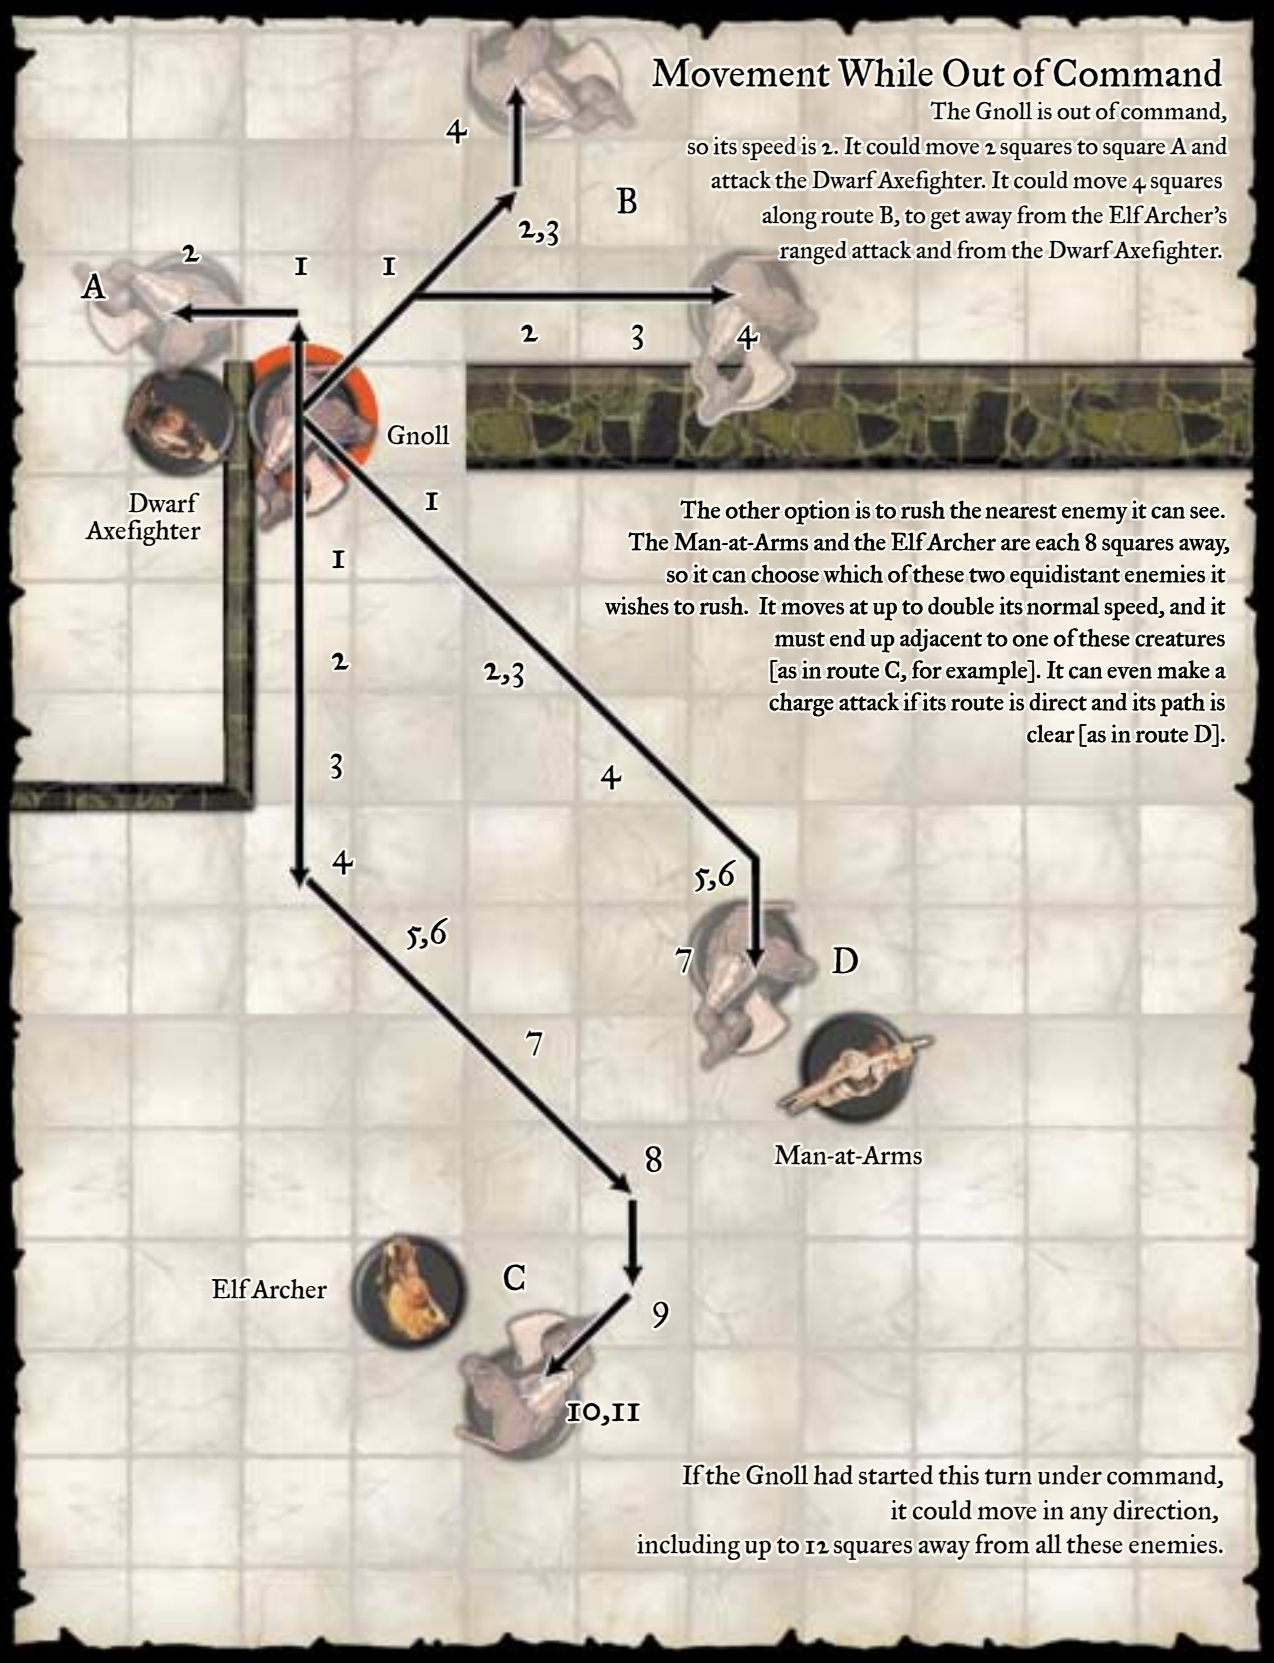 Movement While Out of Command
The Gnoll is out of command,
so its speed is 2. It could move 2 squares to square A and
attack the Dwarf Axefighter. It could move 4 squares
along route B, to get away from the Elf Archer's
ranged attack and from the Dwarf Axefighter.
4
B
2,3
2
1
1
A
2
3
4
Gnoll
Dwarf
Axefighter
1
The other option is to rush the nearest enemy it can see.
The Man-at-Arms and the Elf Archer are each 8 squares away,
so it can choose which of these two equidistant enemies it
wishes to rush. It moves at up to double its normal speed, and it
must end up adjacent to one of these creatures
[as in route C, for example]. It can even make a
charge attack if its route is direct and its path is
clear [as in route D].
1
2
2,3
3
4
4
5,6
5,6
7
D
7
8
Man-at-Arms
Elf Archer
C
9
10,11
If the Gnoll had started this turn under command,
it could move in any direction,
including up to 12 squares away from all these enemies.